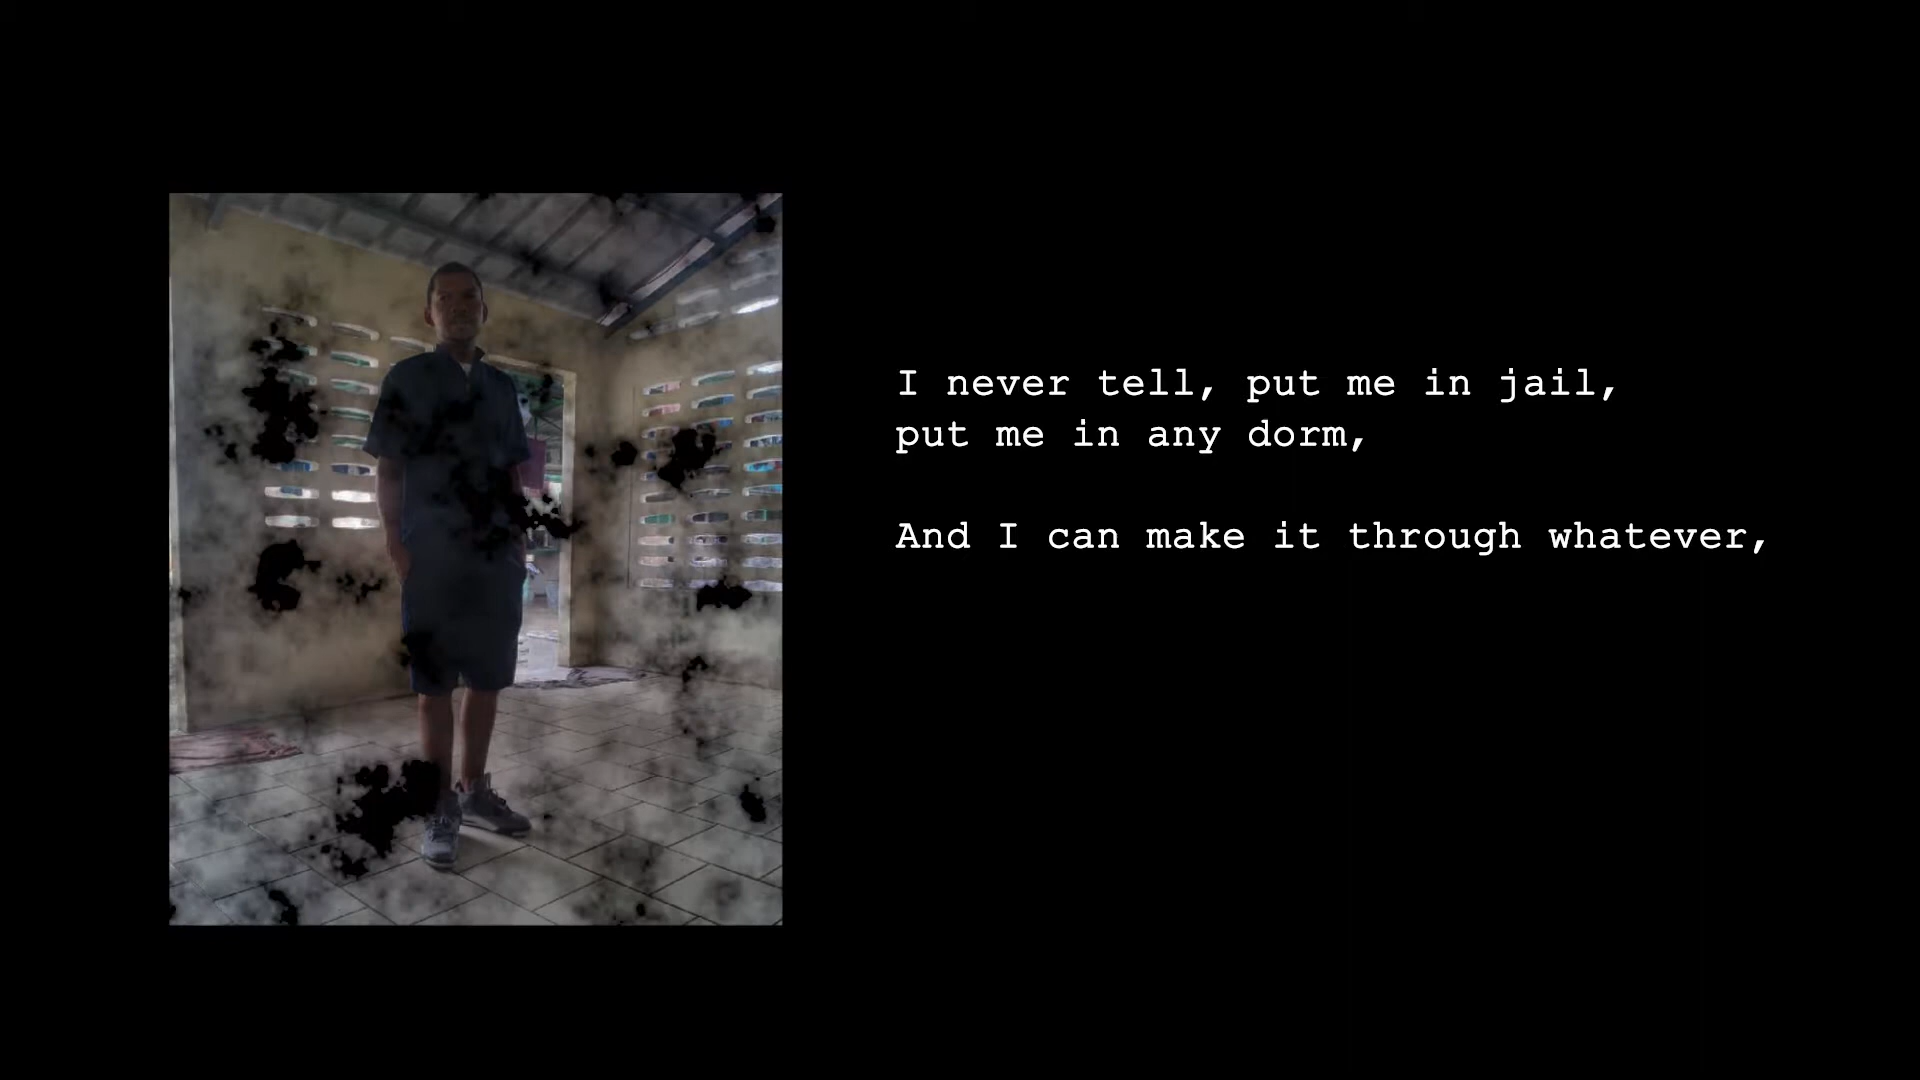 I never tell, put me in jail,
put me in any dorm,
And I can make it through whatever,